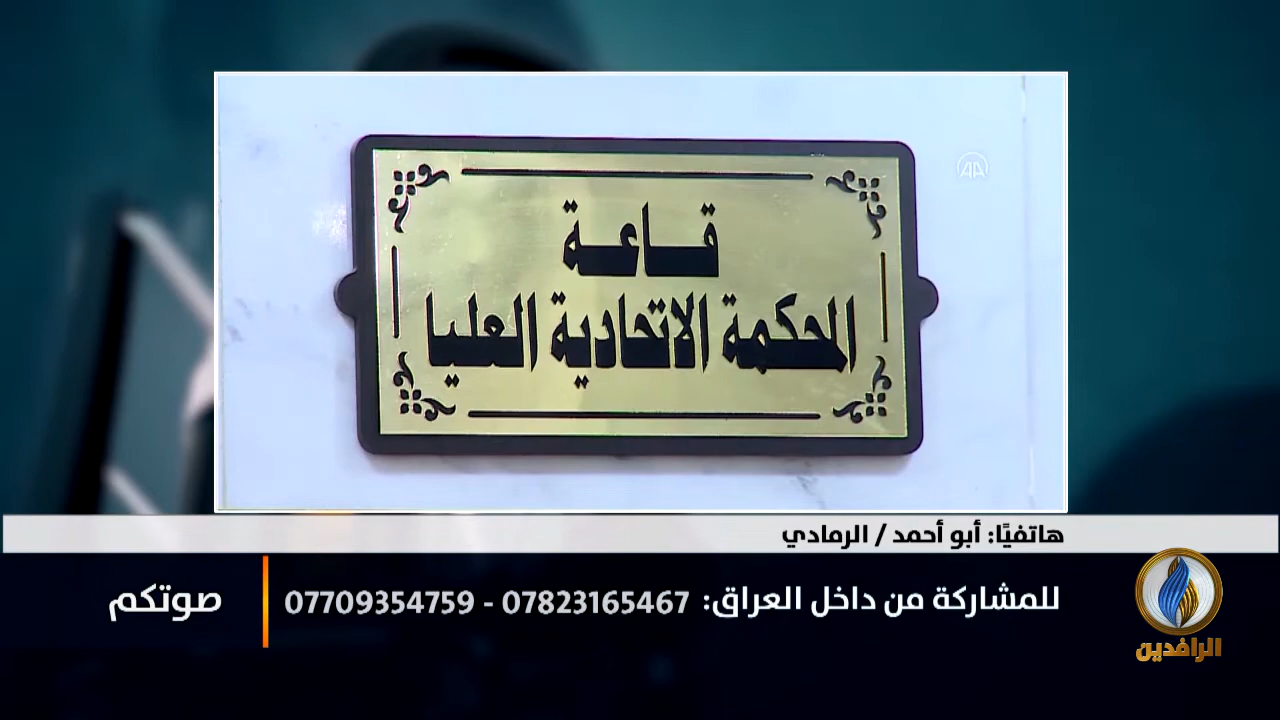 AA
قاعة
المحكمة الاتحادية العليا
هاتفيًا: أبو أحمد / الرمادي
للمشاركة من داخل العراق: 07823165467 - 07709354759
صوتكم
الرافدين